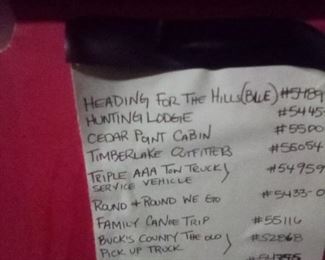 HEADING FOR THE HILLS (BLUE) #5489
HUNTING LODGE #5445
CEDAR POINT CABIN #5500
TIMBERLAKE OUTFITTERS #56054
TRIPLE AAA TOW TRUCK } #54959
SERVICE VEHICLE
ROUND & ROUND WE GO #5433-0
FAMILY CANOE TRIP #55116
BUCK'S COUNTY THE OLD } #52868
PICK UP TRUCK